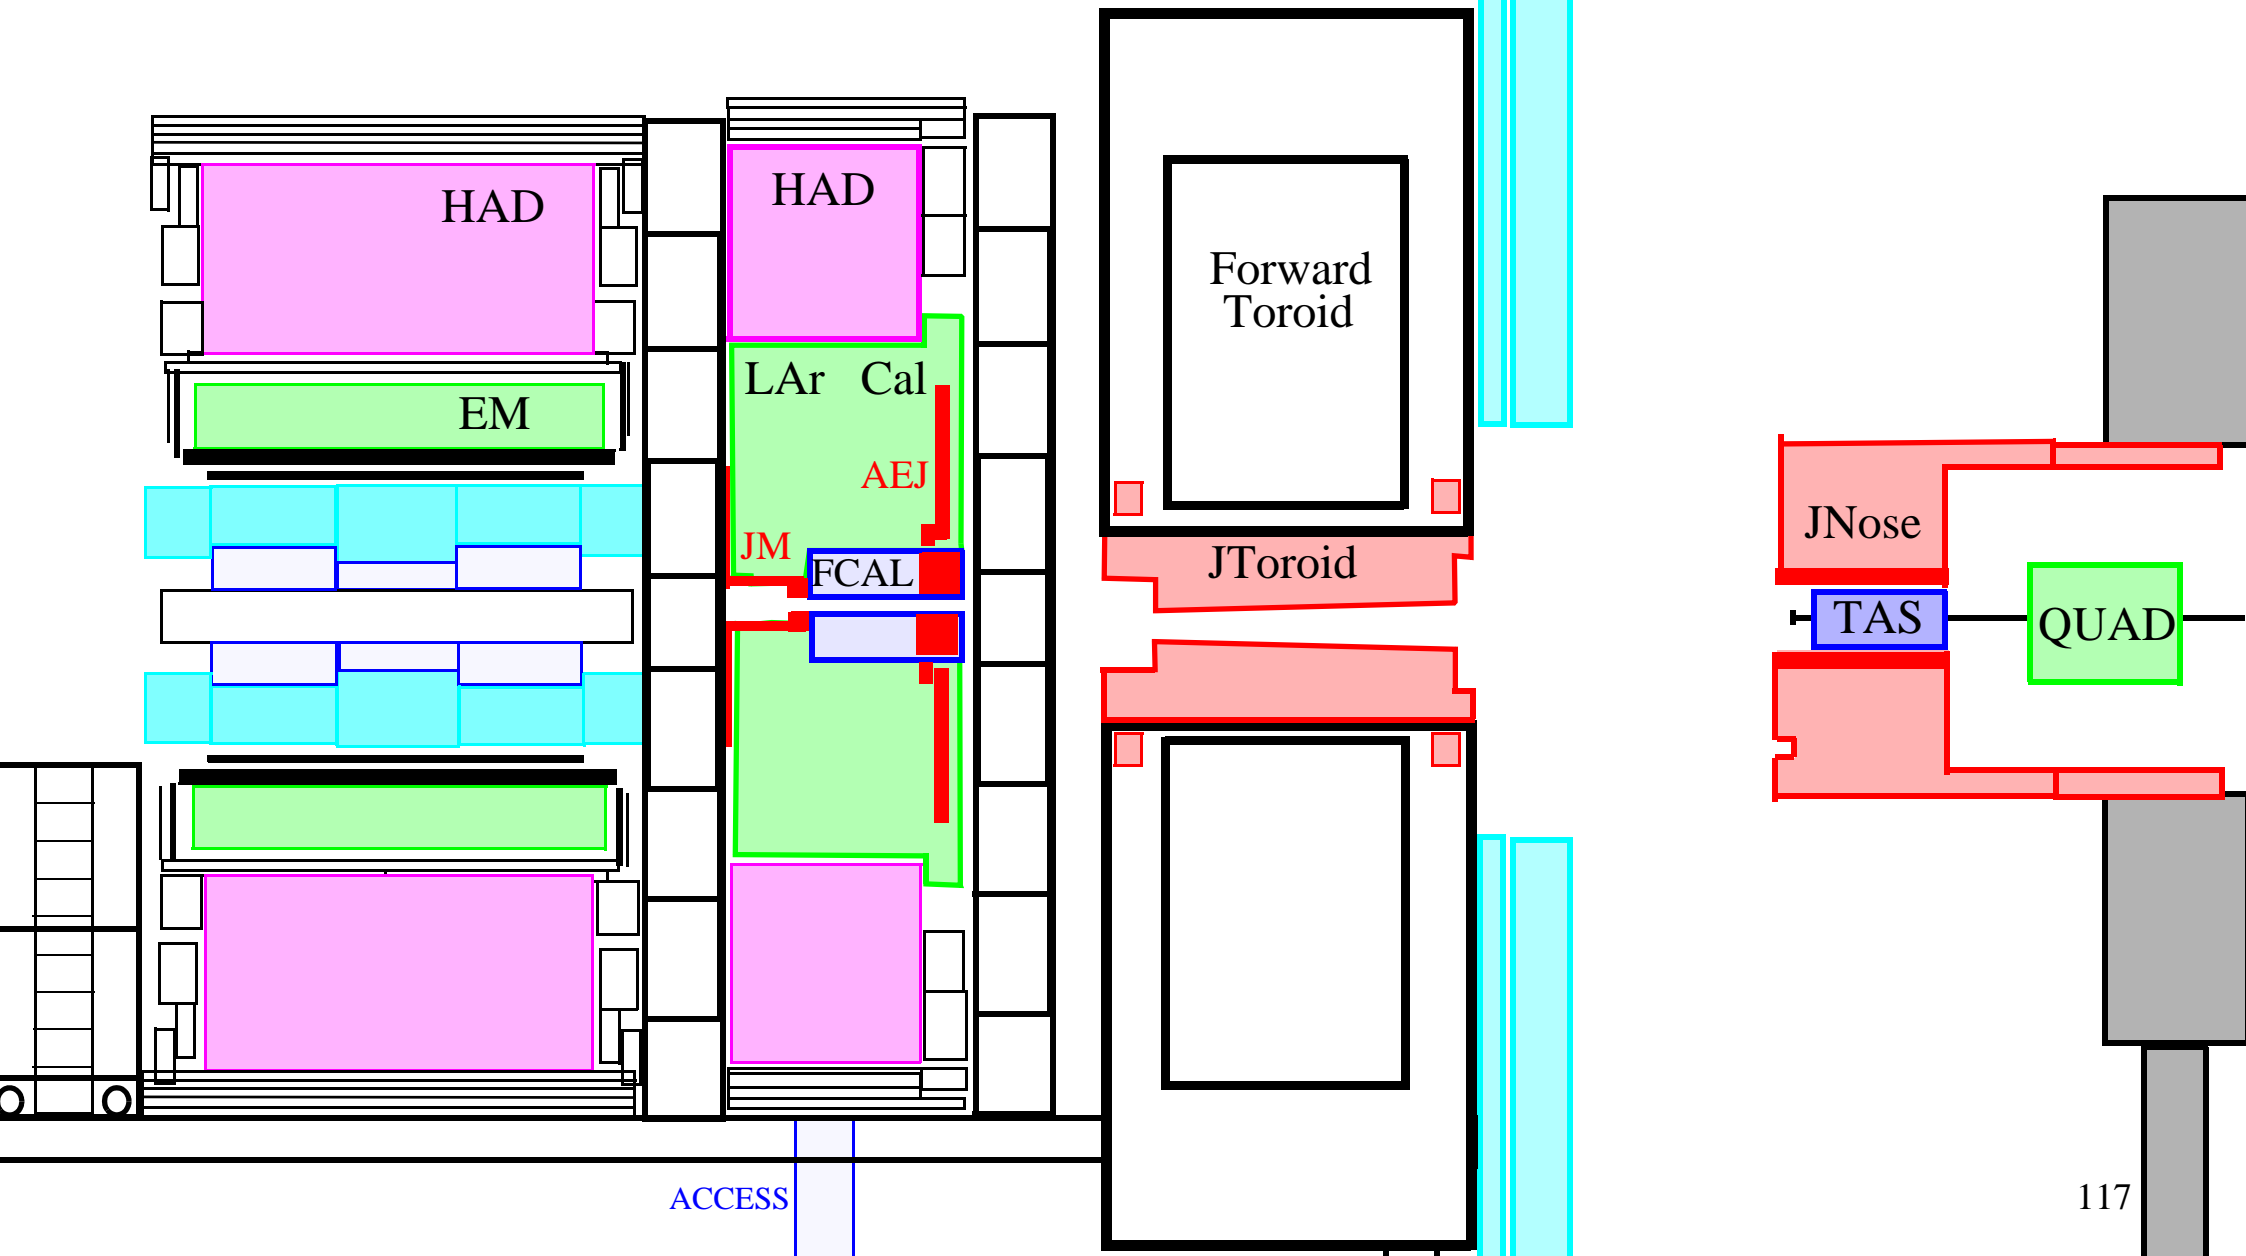 HAD
HAD
Forward
Toroid
LAr Cal
EM
AEJ
JM
FCAL
JToroid
JNose
TAS
QUAD
ACCESS
117